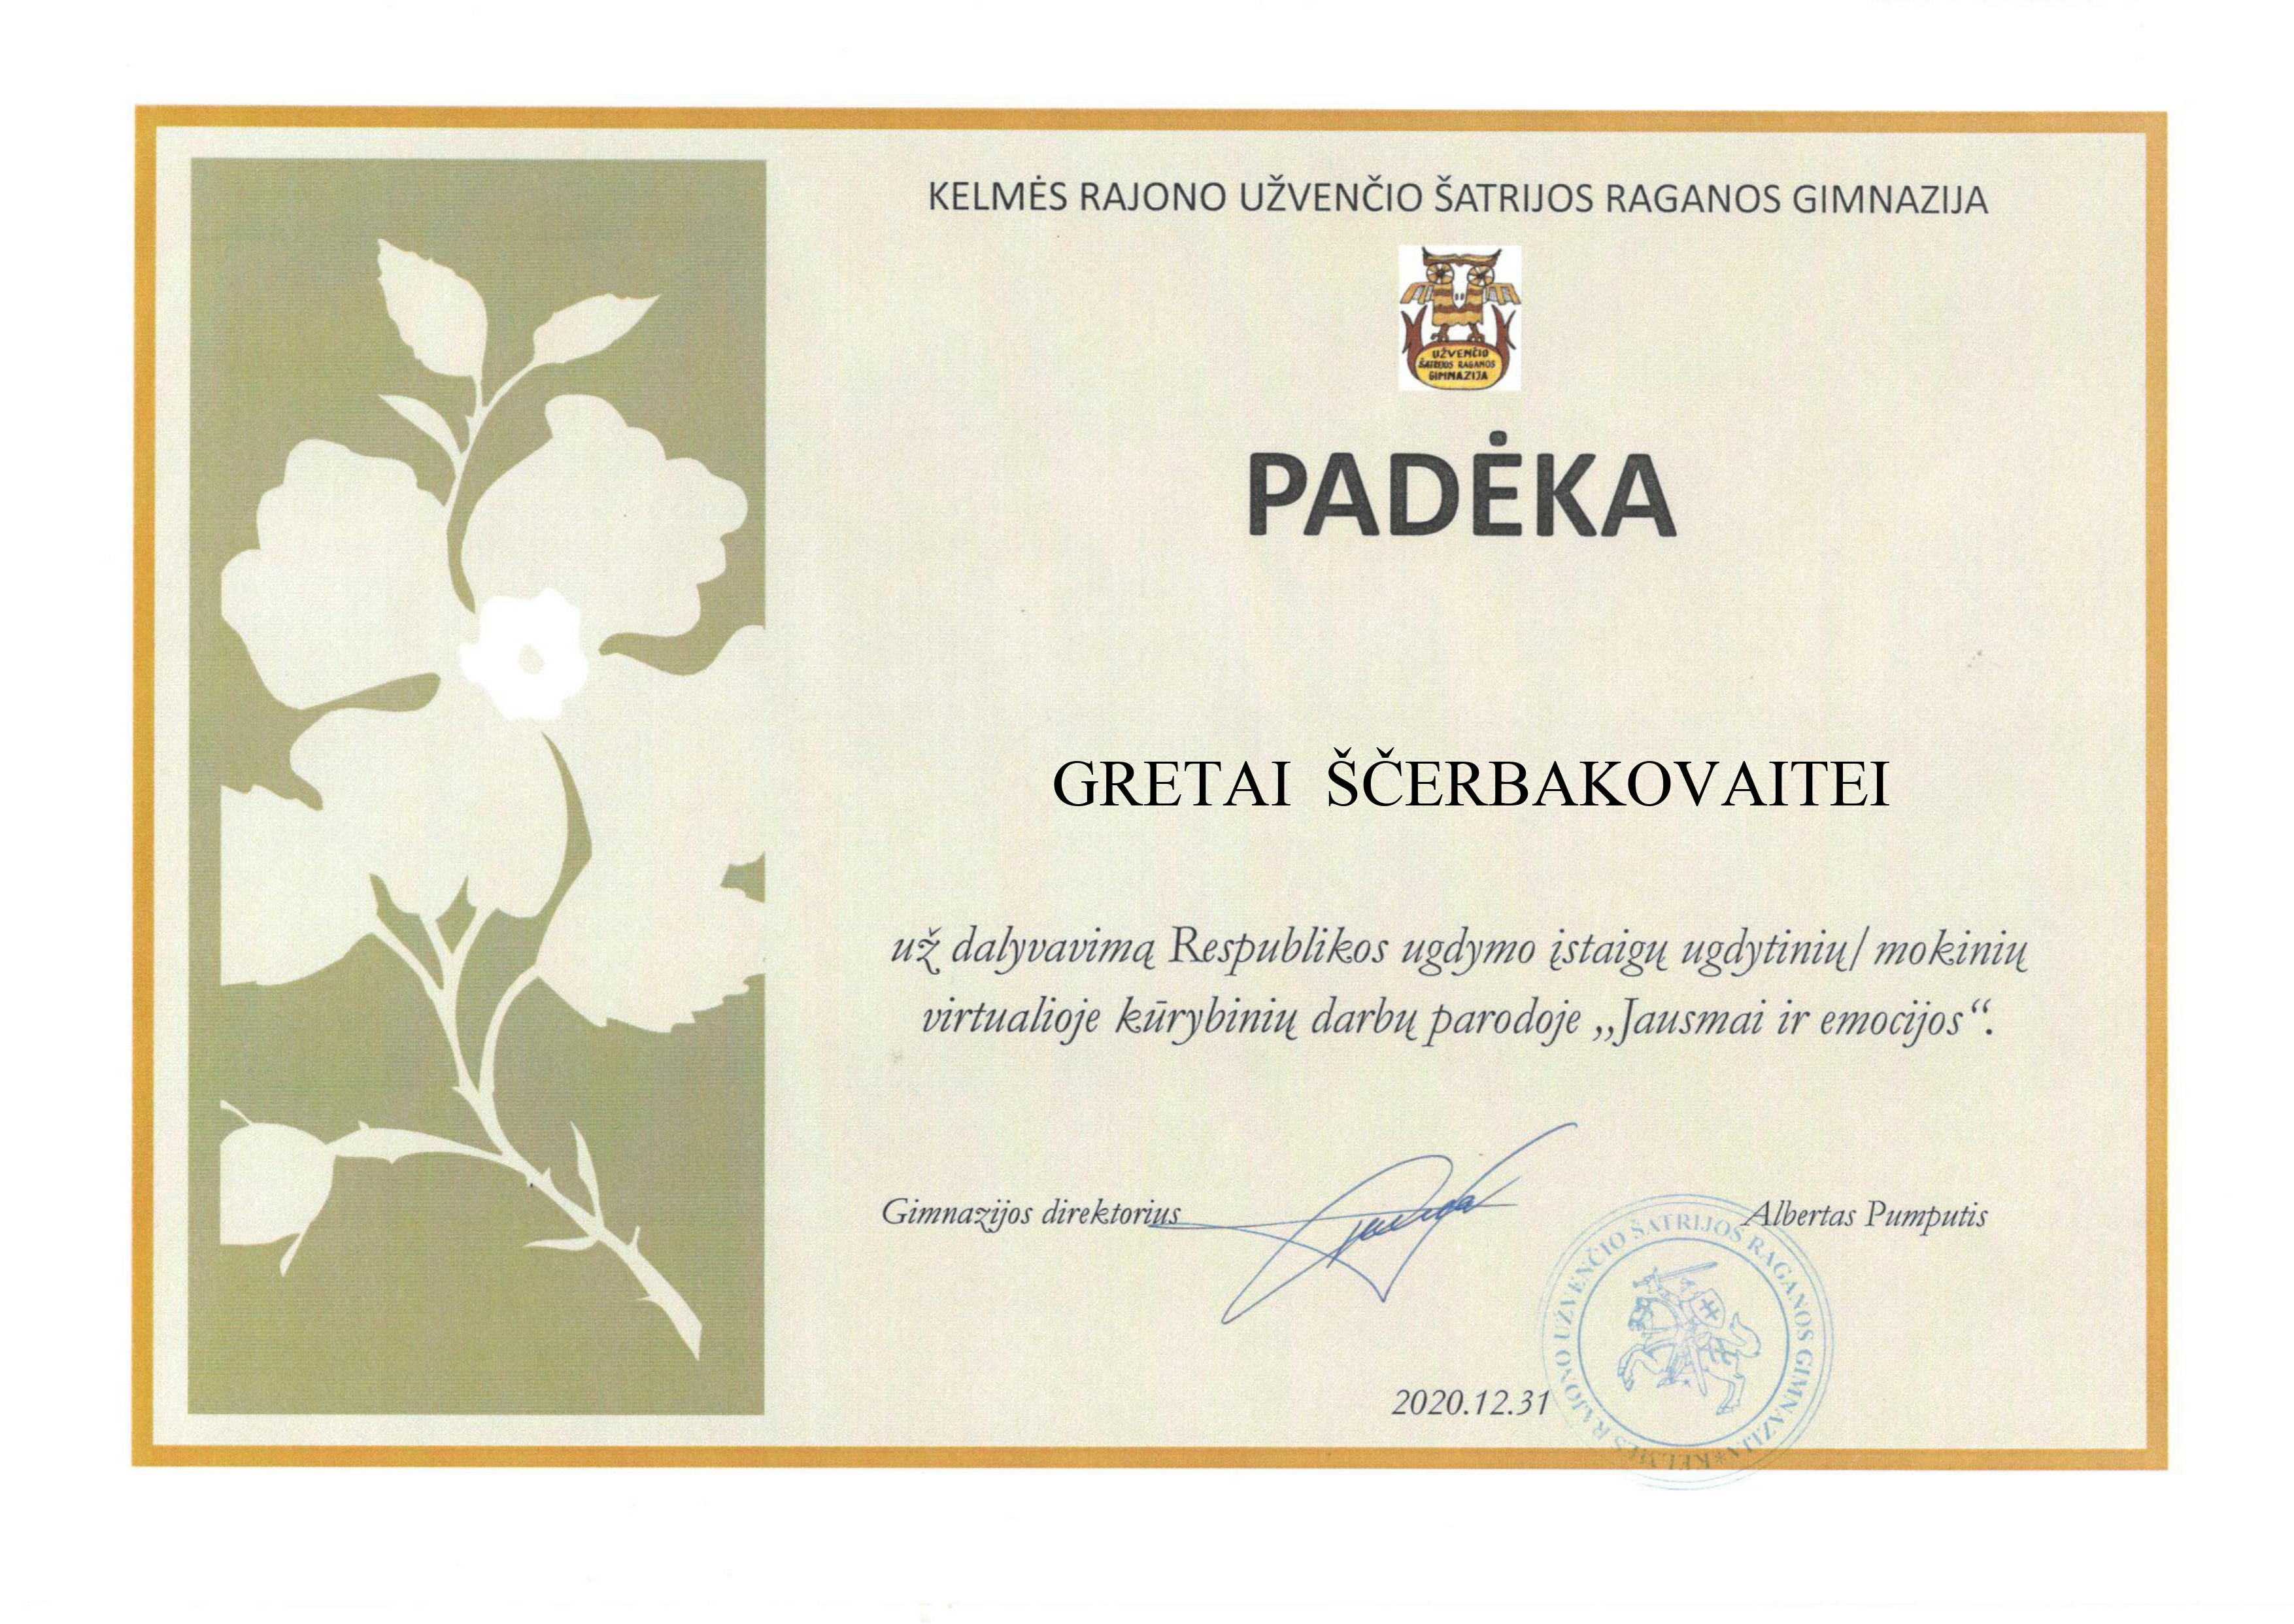 KELMĖS RAJONO UŽVENČIO ŠATRIJOS RAGANOS GIMNAZIJA
UŽVENČIO
ŠATRIJOS RAGANOS
GIMNAZIJA
PADĖKA
GRETAI ŠČERBAKOVAITEI
už dalyvavimą Respublikos ugdymo įstaigų ugdytinių/ mokinių
virtualioje kūrybinių darbų parodoje „Jausmai ir emocijos“.
Gimnazijos direktorius
Albertas Pumputis
KELMĖS RAJONO UŽVENČIO ŠATRIJOS RAGANOS GIMNAZIJA*
2020.12.31